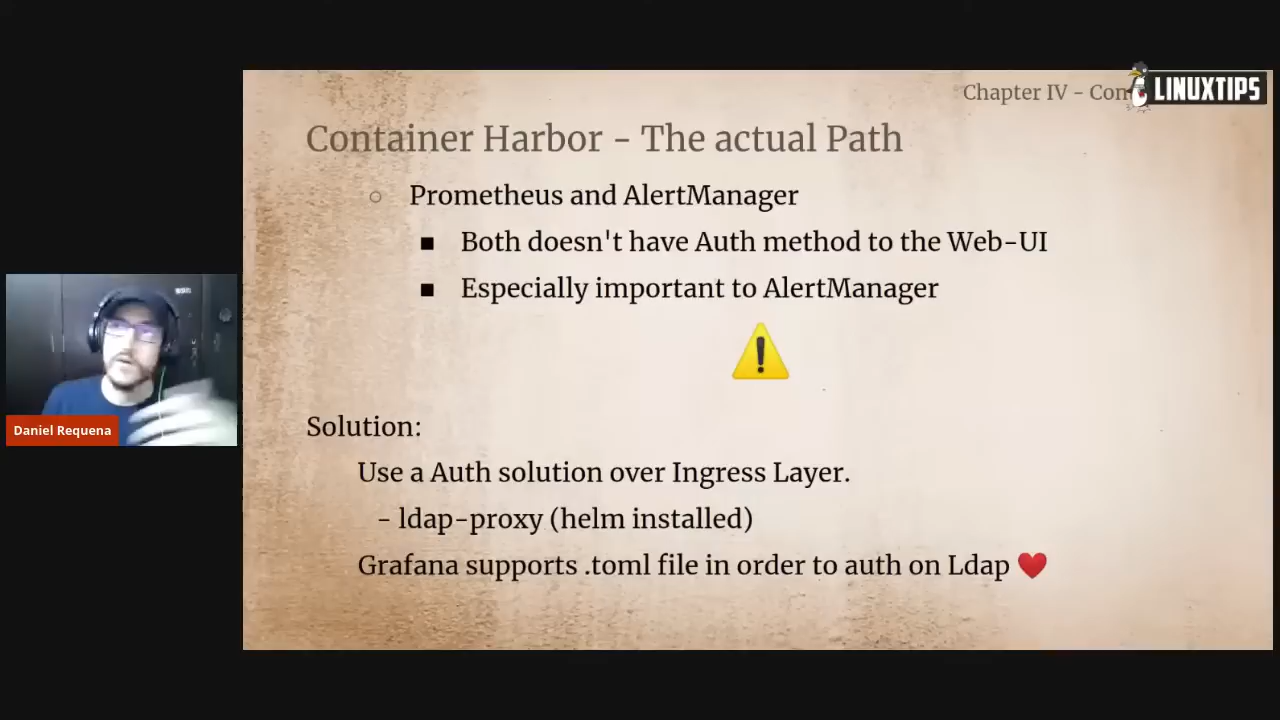 Chapter IV - Con
LINUXTIPS
Container Harbor - The actual Path
○ Prometheus and AlertManager
■ Both doesn't have Auth method to the Web-UI
■ Especially important to AlertManager
Solution:
Use a Auth solution over Ingress Layer.
- ldap-proxy (helm installed)
Grafana supports .toml file in order to auth on Ldap ❤️
Daniel Requena